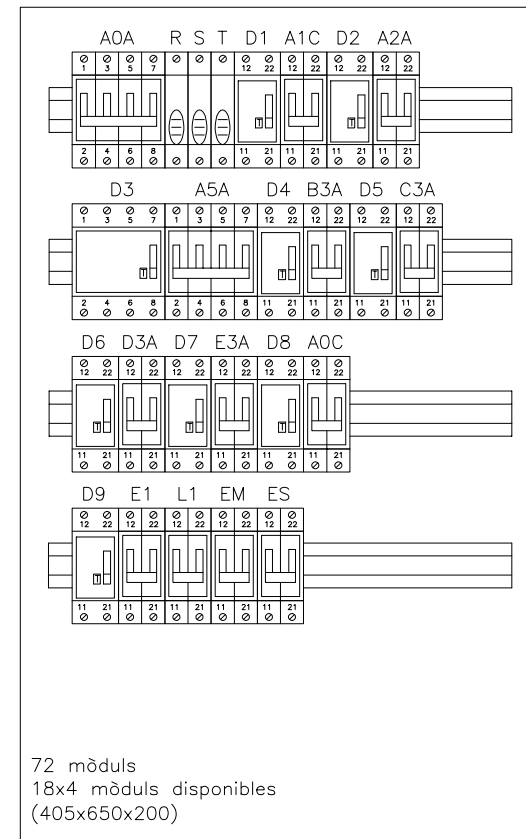 A0A R S T D1 A1C D2 A2A
1 3 5 7 12 22 12 22 12 22 12 22
T T
2 4 6 8 11 21 11 21 11 21 11 21
D3 A5A D4 B3A D5 C3A
1 3 5 7 1 3 5 7 12 22 12 22 12 22 12 22
T T T
2 4 6 8 2 4 6 8 11 21 11 21 11 21 11 21
D6 D3A D7 E3A D8 A0C
12 22 12 22 12 22 12 22 12 22 12 22
T T T
11 21 11 21 11 21 11 21 11 21 11 21
D9 E1 L1 EM ES
12 22 12 22 12 22 12 22 12 22
T
11 21 11 21 11 21 11 21 11 21
72 mòduls
18x4 mòduls disponibles
(405x650x200)